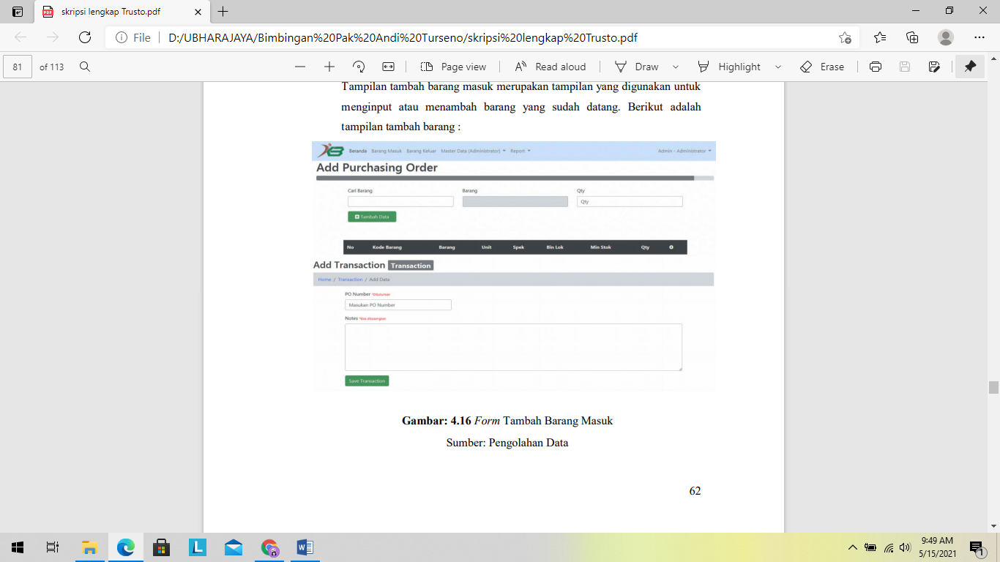 skripsi lengkap Trusto.pdf
File D:/UBHARAJAYA/Bimbingan%20Pak%20Andi%20Turseno/skripsi%20lengkap%20Trusto.pdf
81 of 113 Page view Read aloud Draw Highlight Erase
Tampilan tambah barang masuk merupakan tampilan yang digunakan untuk
menginput atau menambah barang yang sudah datang. Berikut adalah
tampilan tambah barang :
Beranda Barang Masuk Barang Keluar Master Data (Administrator) Report Admin - Administrator
Add Purchasing Order
Cari Barang Barang Qty
Qty
Tambah Data
No Kode Barang Barang Unit Spek Bin Lok Min Stok Qty
Add Transaction Transaction
Home / Transaction / Add Data
PO Number *Dibutuhkan
Masukan PO Number
Notes *Bisa dikosongkan
Save Transaction
Gambar: 4.16 Form Tambah Barang Masuk
Sumber: Pengolahan Data
62
9:49 AM
5/15/2021
1